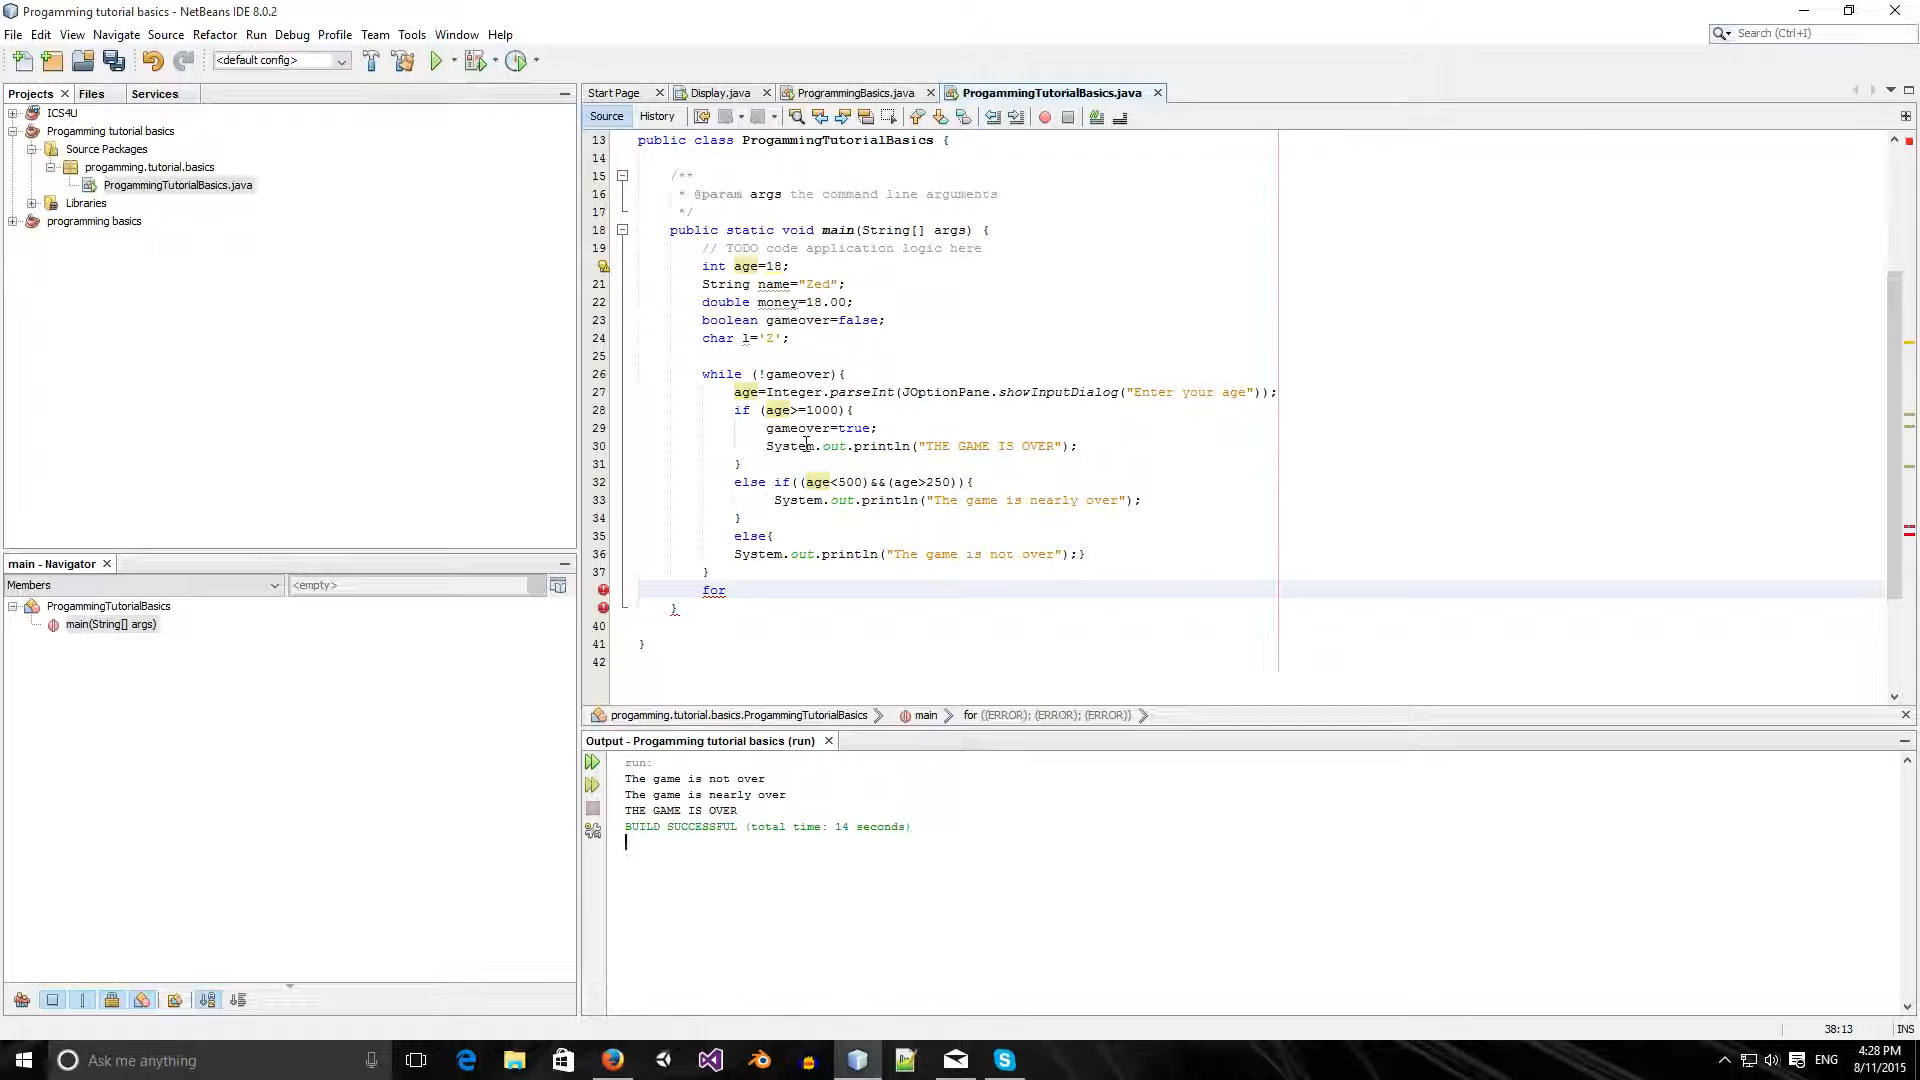 Progamming tutorial basics - NetBeans IDE 8.0.2
File Edit View Navigate Source Refactor Run Debug Profile Team Tools Window Help
Search (Ctrl+I)
<default config>
Projects Files Services
ICS4U
Progamming tutorial basics
Source Packages
progamming.tutorial.basics
ProgammingTutorialBasics.java
Libraries
programming basics
main - Navigator
Members
<empty>
ProgammingTutorialBasics
main(String[] args)
Start Page Display.java ProgrammingBasics.java ProgammingTutorialBasics.java
Source History
13 public class ProgammingTutorialBasics {
14
15 /**
16 * @param args the command line arguments
17 */
18 public static void main(String[] args) {
19 // TODO code application logic here
int age=18;
21 String name="Zed";
22 double money=18.00;
23 boolean gameover=false;
24 char l='Z';
25
26 while (!gameover){
27 age=Integer.parseInt(JOptionPane.showInputDialog("Enter your age"));
28 if (age>=1000){
29 gameover=true;
30 System.out.println("THE GAME IS OVER");
31 }
32 else if((age<500)&&(age>250)){
33 System.out.println("The game is nearly over");
34 }
35 else{
36 System.out.println("The game is not over");}
37 }
for
}
40
41 }
42
progamming.tutorial.basics.ProgammingTutorialBasics main for ((ERROR); (ERROR); (ERROR))
Output - Progamming tutorial basics (run)
run:
The game is not over
The game is nearly over
THE GAME IS OVER
BUILD SUCCESSFUL (total time: 14 seconds)
38:13 INS
Ask me anything
ENG
4:28 PM
8/11/2015